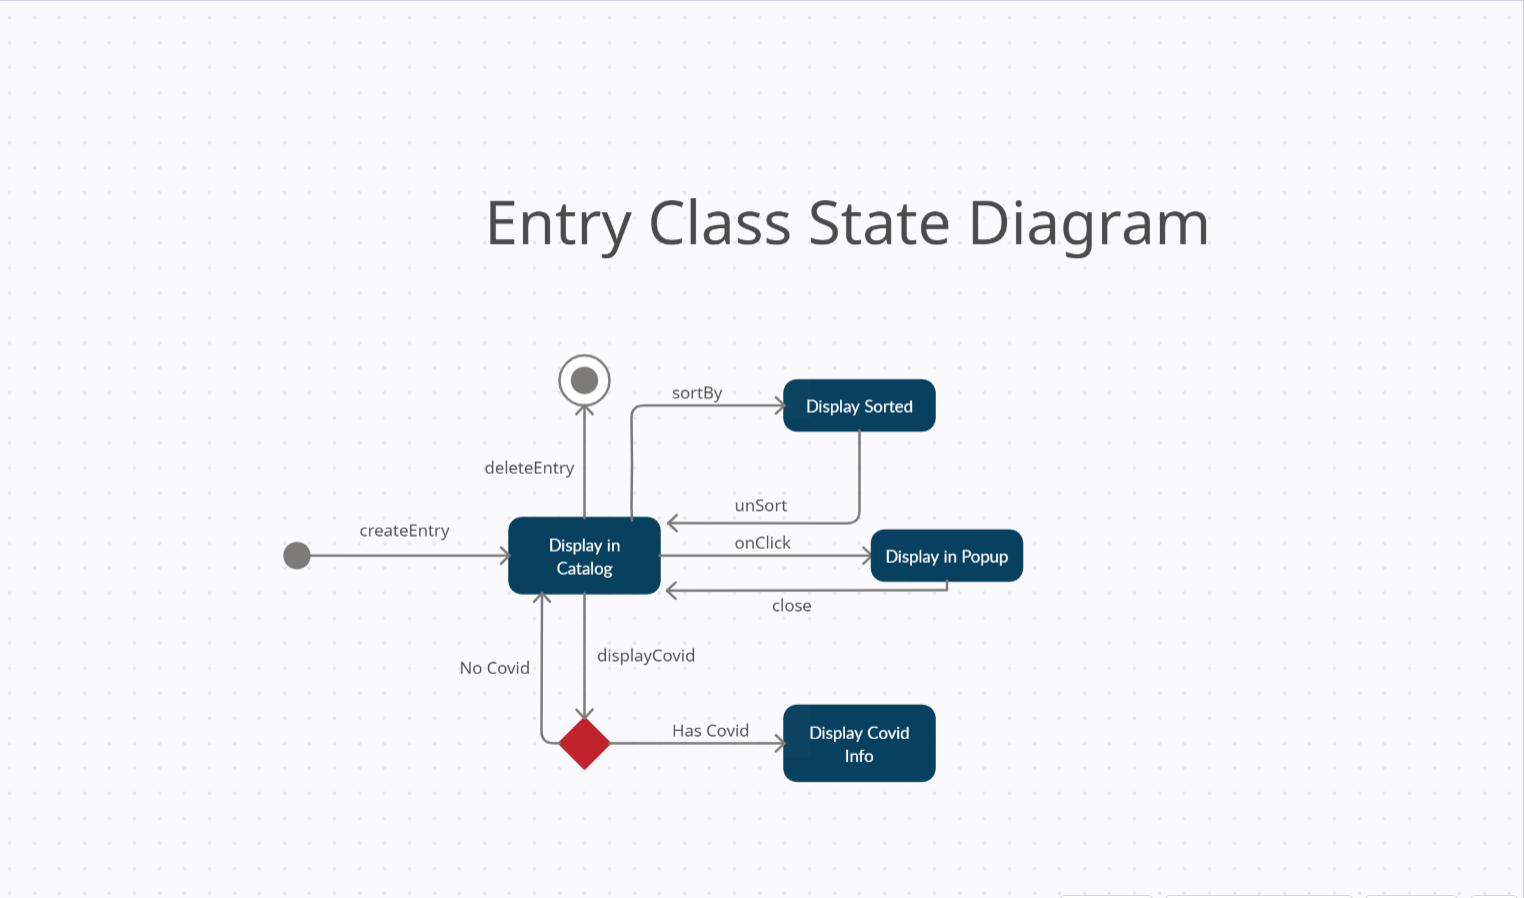 Entry Class State Diagram
sortBy
Display Sorted
deleteEntry
unSort
createEntry
Display in
Catalog
onClick
Display in Popup
close
No Covid
displayCovid
Has Covid
Display Covid
Info